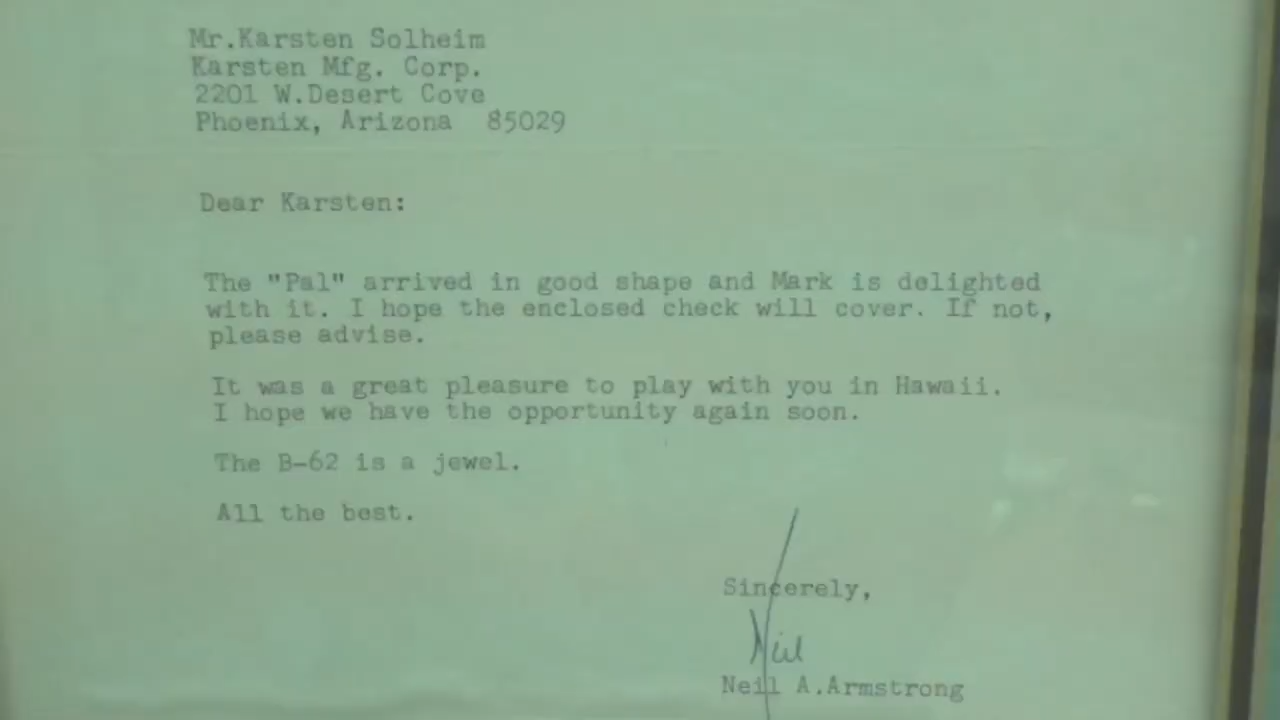 Mr.Karsten Solheim
Karsten Mfg. Corp.
2201 W.Desert Cove
Phoenix, Arizona  85029
Dear Karsten:
The "Pal" arrived in good shape and Mark is delighted
with it. I hope the enclosed check will cover. If not,
please advise.
It was a great pleasure to play with you in Hawaii.
I hope we have the opportunity again soon.
The B-62 is a jewel.
All the best.
Sincerely,
Neil
Neil A.Armstrong